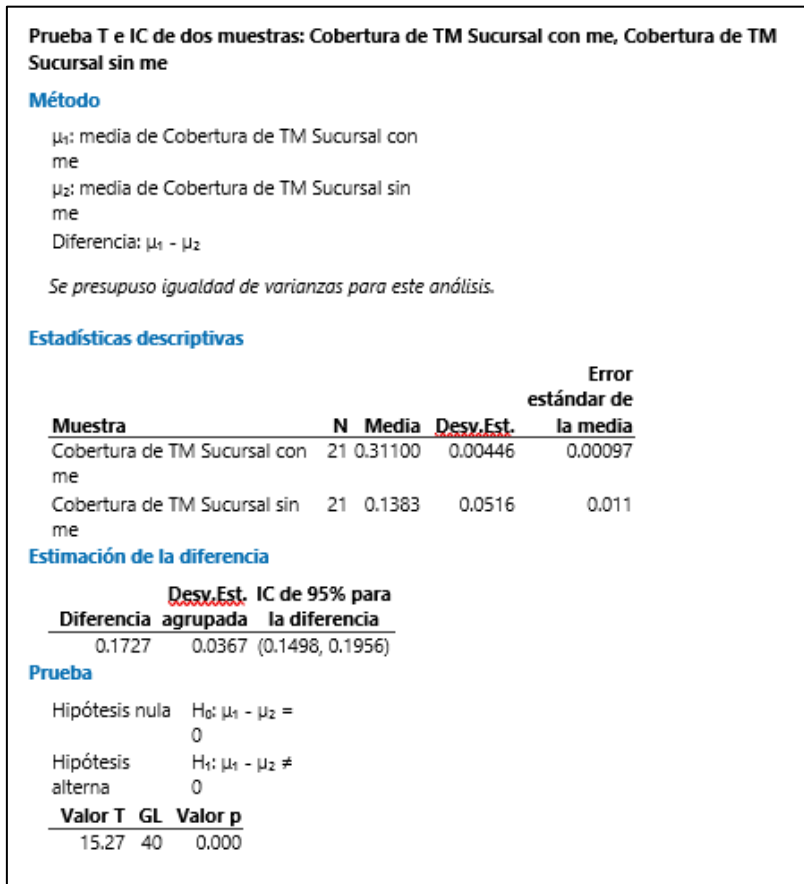 Prueba T e IC de dos muestras: Cobertura de TM Sucursal con me, Cobertura de TM
Sucursal sin me
Método
μ₁: media de Cobertura de TM Sucursal con
me
μ₂: media de Cobertura de TM Sucursal sin
me
Diferencia: μ₁ - μ₂
Se presupuso igualdad de varianzas para este análisis.
Estadísticas descriptivas
Error
estándar de
Muestra N Media Desv.Est. la media
Cobertura de TM Sucursal con 21 0.31100 0.00446 0.00097
me
Cobertura de TM Sucursal sin 21 0.1383 0.0516 0.011
me
Estimación de la diferencia
Desv.Est. IC de 95% para
Diferencia agrupada la diferencia
0.1727 0.0367 (0.1498, 0.1956)
Prueba
Hipótesis nula H₀: μ₁ - μ₂ =
0
Hipótesis H₁: μ₁ - μ₂ ≠
alterna 0
Valor T GL Valor p
15.27 40 0.000